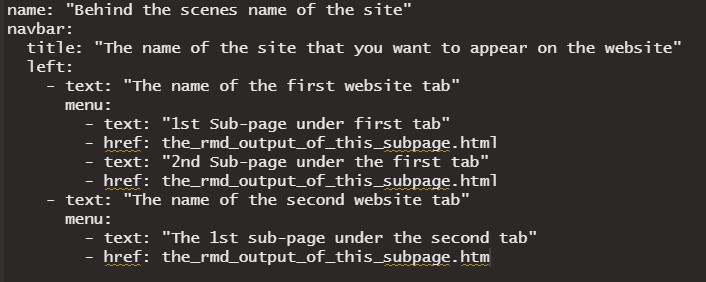 name: "Behind the scenes name of the site"
navbar:
  title: "The name of the site that you want to appear on the website"
  left:
    - text: "The name of the first website tab"
      menu:
        - text: "1st Sub-page under first tab"
        - href: the_rmd_output_of_this_subpage.html
        - text: "2nd Sub-page under the first tab"
        - href: the_rmd_output_of_this_subpage.html
    - text: "The name of the second website tab"
      menu:
        - text: "The 1st sub-page under the second tab"
        - href: the_rmd_output_of_this_subpage.htm